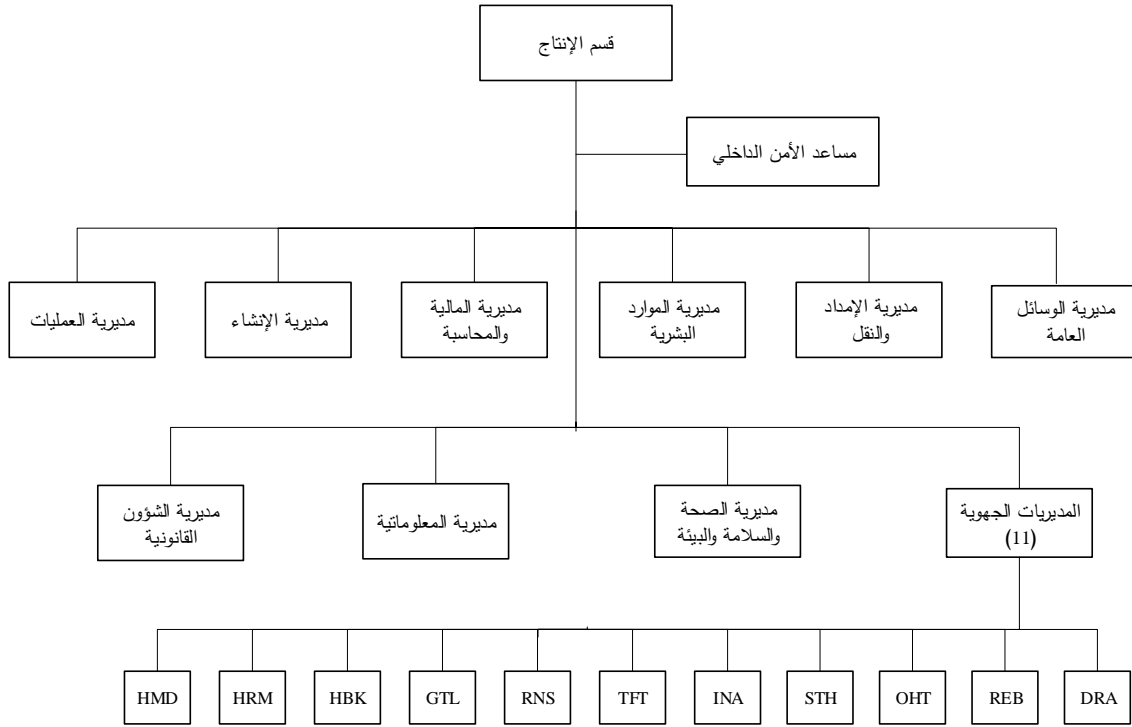 قسم الإنتاج
مساعد الأمن الداخلي
مديرية الوسائل
العامة
مديرية الإمداد
والنقل
مديرية الموارد
البشرية
مديرية المالية
والمحاسبة
مديرية الإنشاء
مديرية العمليات
المديريات الجهوية
(11)
مديرية الصحة
والسلامة والبيئة
مديرية المعلوماتية
مديرية الشؤون
القانونية
HMD
HRM
HBK
GTL
RNS
TFT
INA
STH
OHT
REB
DRA